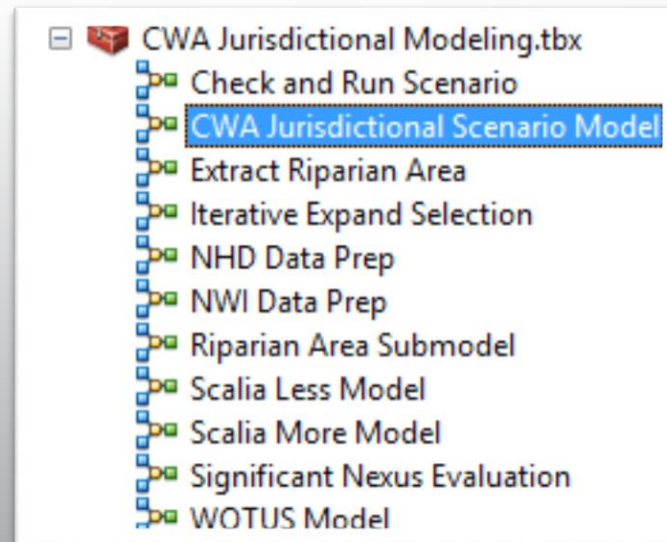 CWA Jurisdictional Modeling.tbx
Check and Run Scenario
CWA Jurisdictional Scenario Model
Extract Riparian Area
Iterative Expand Selection
NHD Data Prep
NWI Data Prep
Riparian Area Submodel
Scalia Less Model
Scalia More Model
Significant Nexus Evaluation
WOTUS Model